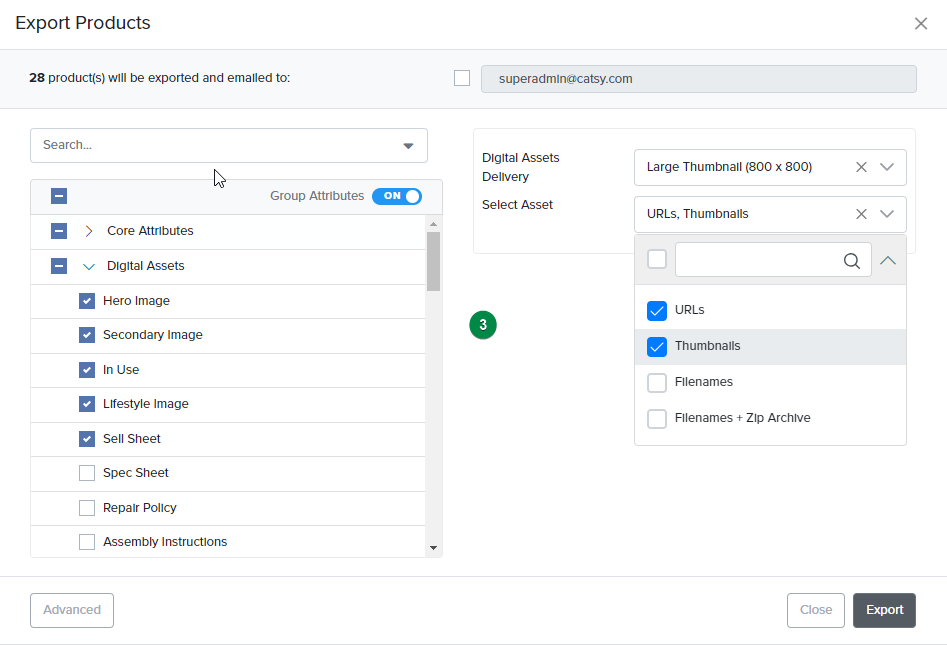 Export Products
28 product(s) will be exported and emailed to:
superadmin@catsy.com
Search...
Group Attributes ON
Core Attributes
Digital Assets
Hero Image
Secondary Image
In Use
Lifestyle Image
Sell Sheet
Spec Sheet
Repair Policy
Assembly Instructions
3
Digital Assets
Delivery
Large Thumbnail (800 x 800)
Select Asset
URLs, Thumbnails
URLs
Thumbnails
Filenames
Filenames + Zip Archive
Advanced
Close
Export